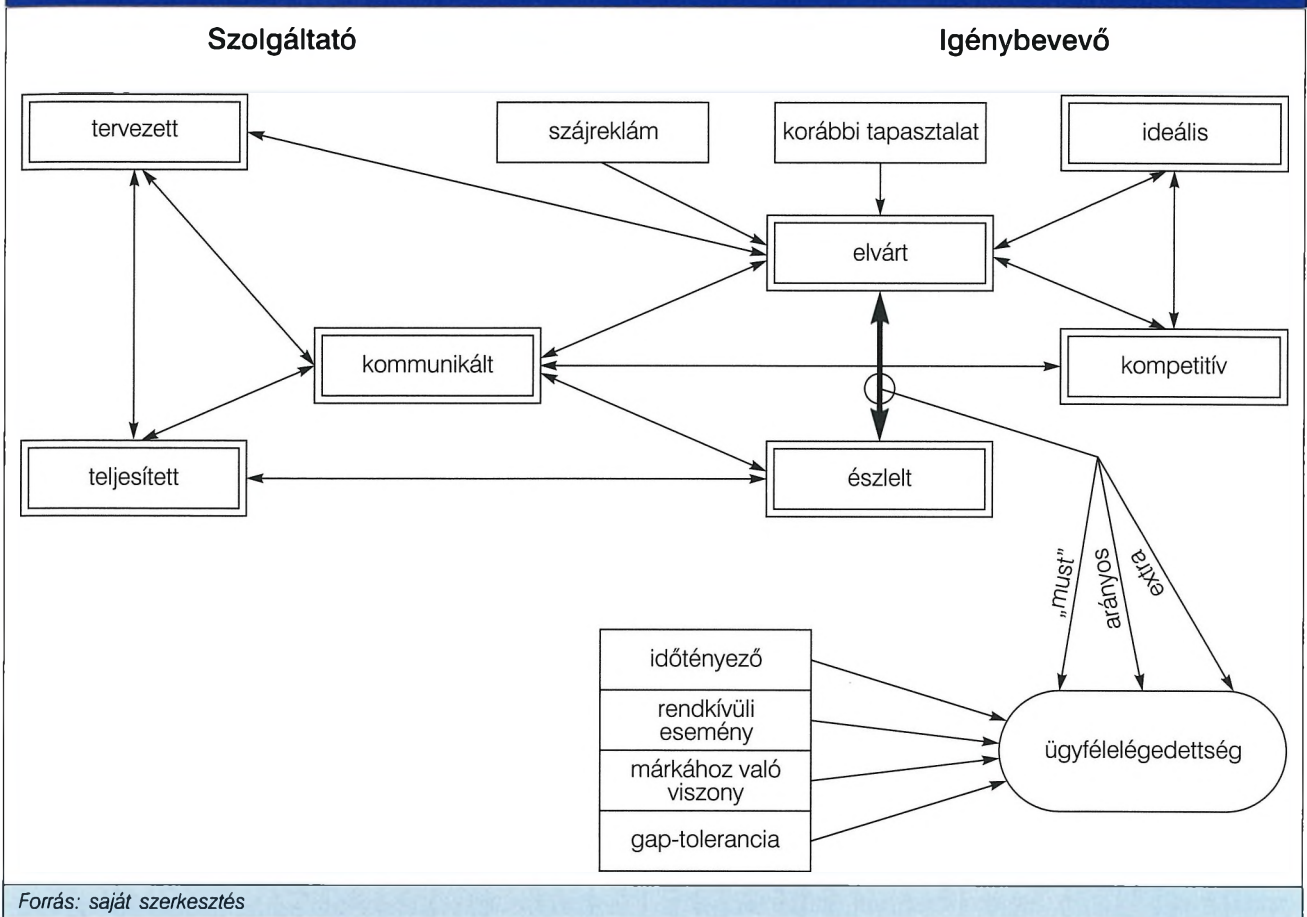 Szolgáltató
Igénybevevő
tervezett
szájreklám
korábbi tapasztalat
ideális
elvárt
kommunikált
kompetitív
teljesített
észlelt
„must”
arányos
extra
időtényező
rendkívüli
esemény
márkához való
viszony
gap-tolerancia
ügyfélelégedettség
Forrás: saját szerkesztés